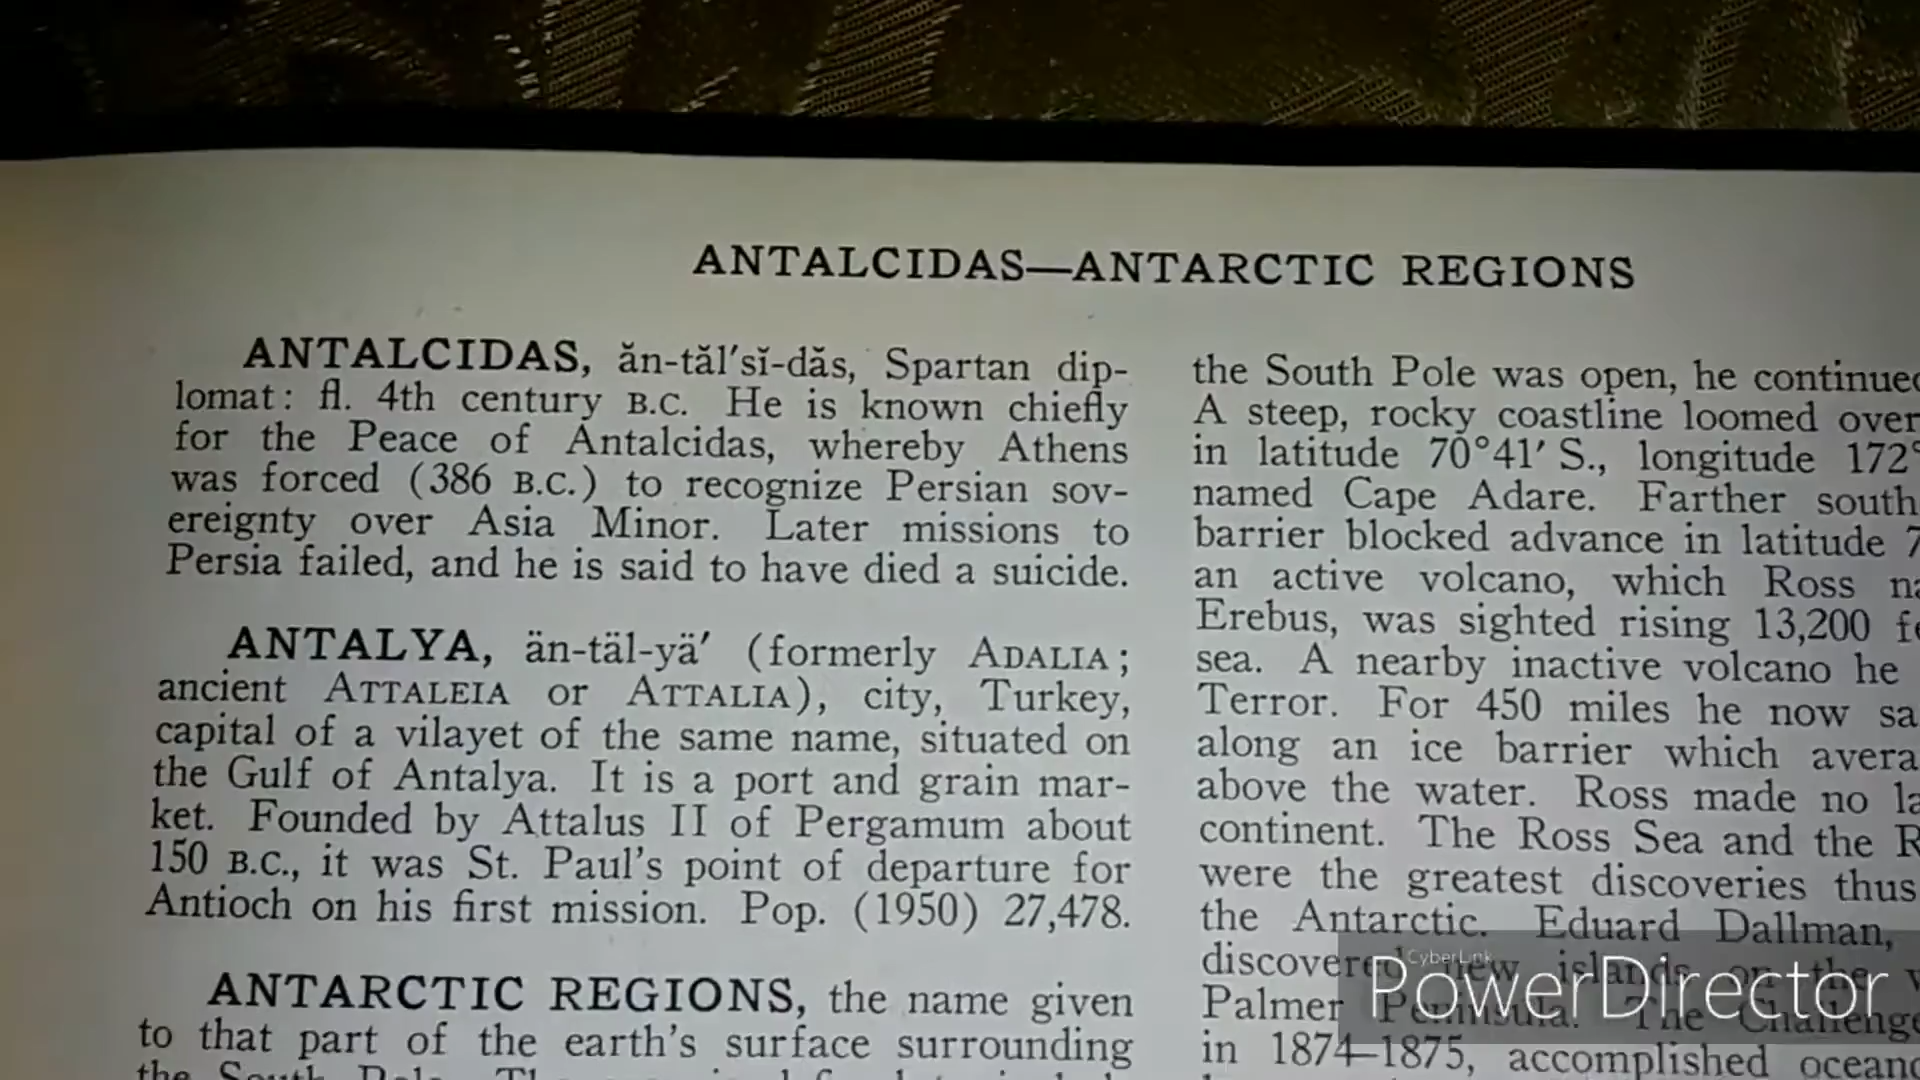 ANTALCIDAS—ANTARCTIC REGIONS
ANTALCIDAS, ăn-tăl′sĭ-dăs, Spartan dip-
lomat: fl. 4th century B.C. He is known chiefly
for the Peace of Antalcidas, whereby Athens
was forced (386 B.C.) to recognize Persian sov-
ereignty over Asia Minor. Later missions to
Persia failed, and he is said to have died a suicide.
ANTALYA, än-täl-yä′ (formerly ADALIA;
ancient ATTALEIA or ATTALIA), city, Turkey,
capital of a vilayet of the same name, situated on
the Gulf of Antalya. It is a port and grain mar-
ket. Founded by Attalus II of Pergamum about
150 B.C., it was St. Paul's point of departure for
Antioch on his first mission. Pop. (1950) 27,478.
ANTARCTIC REGIONS, the name given
to that part of the earth's surface surrounding
the South Pole.
the South Pole was open, he continued
A steep, rocky coastline loomed over
in latitude 70°41′ S., longitude 172°
named Cape Adare. Farther south
barrier blocked advance in latitude 7
an active volcano, which Ross na
Erebus, was sighted rising 13,200 fe
sea. A nearby inactive volcano he
Terror. For 450 miles he now sa
along an ice barrier which avera
above the water. Ross made no la
continent. The Ross Sea and the R
were the greatest discoveries thus
the Antarctic. Eduard Dallman,
discovered new islands on the w
Palmer Peninsula. The Challenge
in 1874–1875, accomplished oceano
CyberLink
PowerDirector